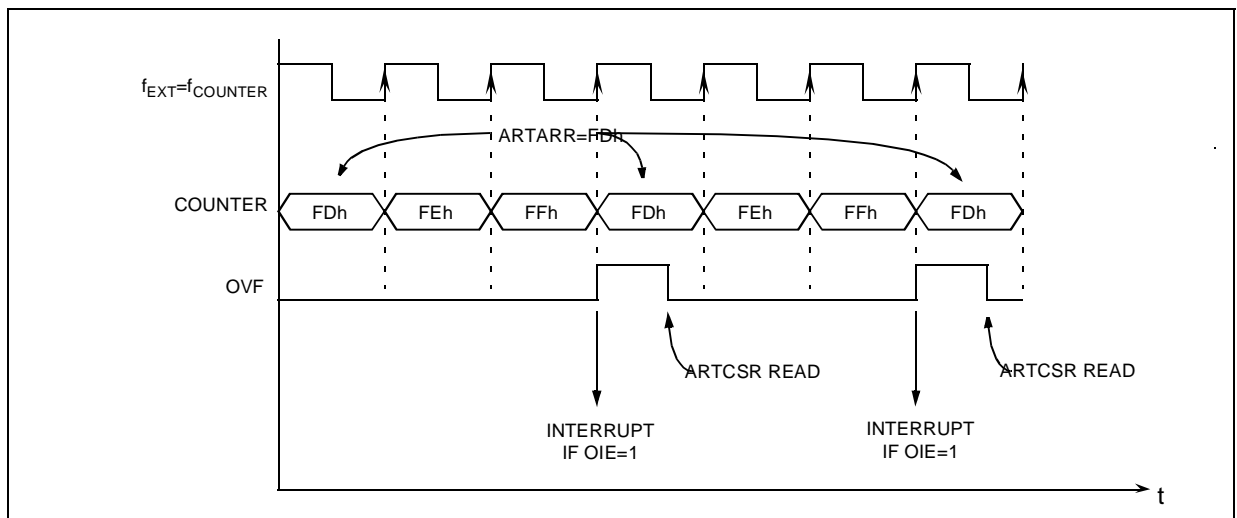 fEXT=fCOUNTER
ARTARR=FDh
COUNTER
FDh FEh FFh FDh FEh FFh FDh
OVF
ARTCSR READ
ARTCSR READ
INTERRUPT
IF OIE=1
INTERRUPT
IF OIE=1
t